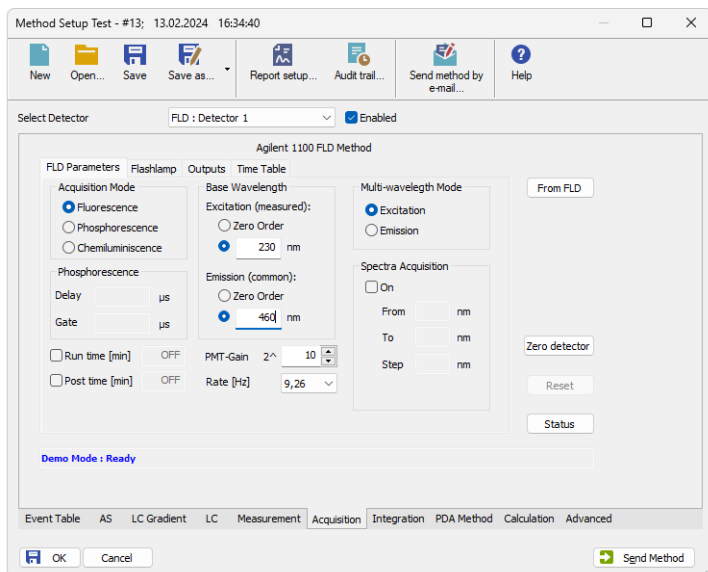 Method Setup Test - #13; 13.02.2024 16:34:40
New Open... Save Save as... Report setup... Audit trail... Send method by e-mail... Help
Select Detector FLD : Detector 1 Enabled
Agilent 1100 FLD Method
FLD Parameters Flashlamp Outputs Time Table
Acquisition Mode
Fluorescence
Phosphorescence
Chemiluminiscence
Phosphorescence
Delay µs
Gate µs
Run time [min] OFF
Post time [min] OFF
Base Wavelength
Excitation (measured):
Zero Order
230 nm
Emission (common):
Zero Order
460 nm
PMT-Gain 2^ 10
Rate [Hz] 9,26
Multi-wavelegth Mode
Excitation
Emission
Spectra Acquisition
On
From nm
To nm
Step nm
From FLD
Zero detector
Reset
Status
Demo Mode : Ready
Event Table AS LC Gradient LC Measurement Acquisition Integration PDA Method Calculation Advanced
OK Cancel Send Method